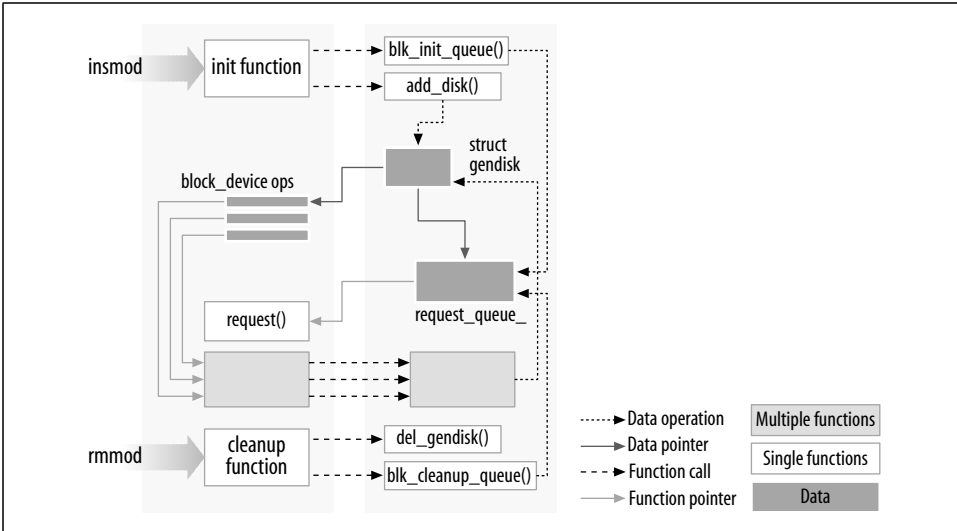 insmod
init function
blk_init_queue()
add_disk()
struct
gendisk
block_device ops
request()
request_queue_
rmmod
cleanup
function
del_gendisk()
blk_cleanup_queue()
Data operation
Data pointer
Function call
Function pointer
Multiple functions
Single functions
Data